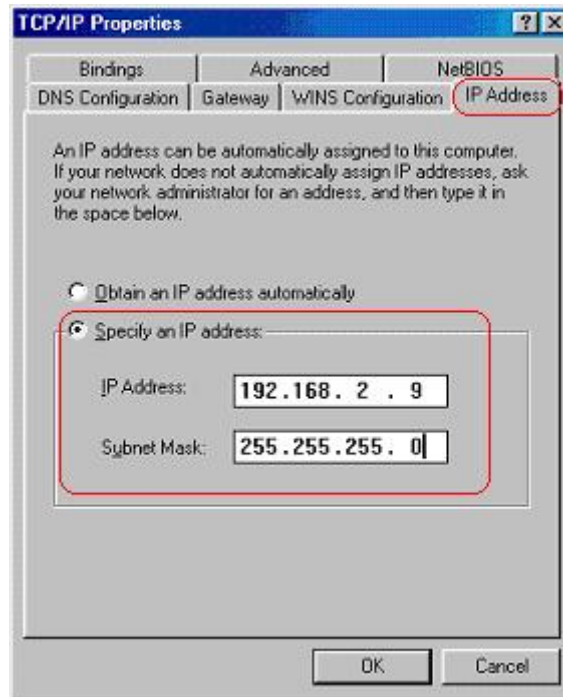 TCP/IP Properties
Bindings Advanced NetBIOS
DNS Configuration Gateway WINS Configuration IP Address
An IP address can be automatically assigned to this computer.
If your network does not automatically assign IP addresses, ask
your network administrator for an address, and then type it in
the space below.
Obtain an IP address automatically
Specify an IP address:
IP Address: 192.168. 2 . 9
Subnet Mask: 255.255.255. 0
OK Cancel